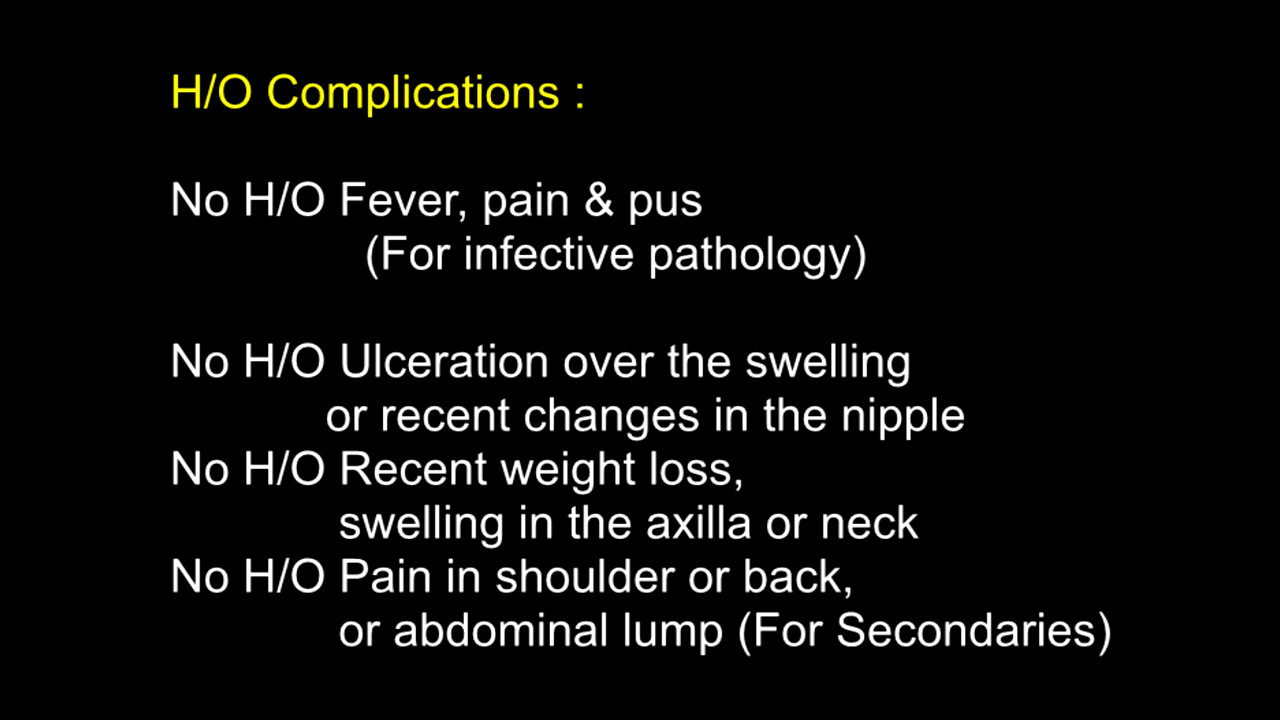 H/O Complications :
No H/O Fever, pain & pus
(For infective pathology)
No H/O Ulceration over the swelling
or recent changes in the nipple
No H/O Recent weight loss,
swelling in the axilla or neck
No H/O Pain in shoulder or back,
or abdominal lump (For Secondaries)